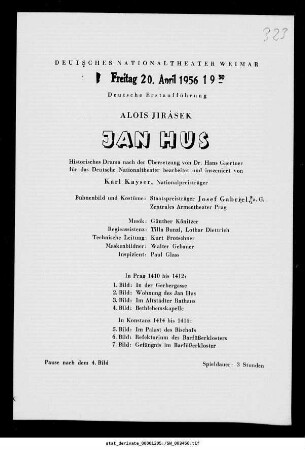 323
DEUTSCHES NATIONALTHEATER WEIMAR
Freitag 20. April 1956 19 30
Deutsche Erstaufführung
ALOIS JIRÁSEK
JAN HUS
Historisches Drama nach der Übersetzung von Dr. Hans Gaertner
für das Deutsche Nationaltheater bearbeitet und inszeniert von
Karl Kayser, Nationalpreisträger
Bühnenbild und Kostüme: Staatspreisträger Josef Gabriel, a. G.
Zentrales Armeetheater Prag
Musik: Günther Könitzer
Regieassistenz: Tilla Bunzl, Lothar Dietrich
Technische Leitung: Kurt Fretschner
Maskenbildner: Walter Gebauer
Inspizient: Paul Glass
In Prag 1410 bis 1412:
1. Bild: In der Gerbergasse
2. Bild: Wohnung des Jan Hus
3. Bild: Im Altstädter Rathaus
4. Bild: Bethlehemskapelle
In Konstanz 1414 bis 1415:
5. Bild: Im Palast des Bischofs
6. Bild: Refektorium des Barfüßerklosters
7. Bild: Gefängnis im Barfüßerkloster
Pause nach dem 4. Bild Spieldauer: 3 Stunden